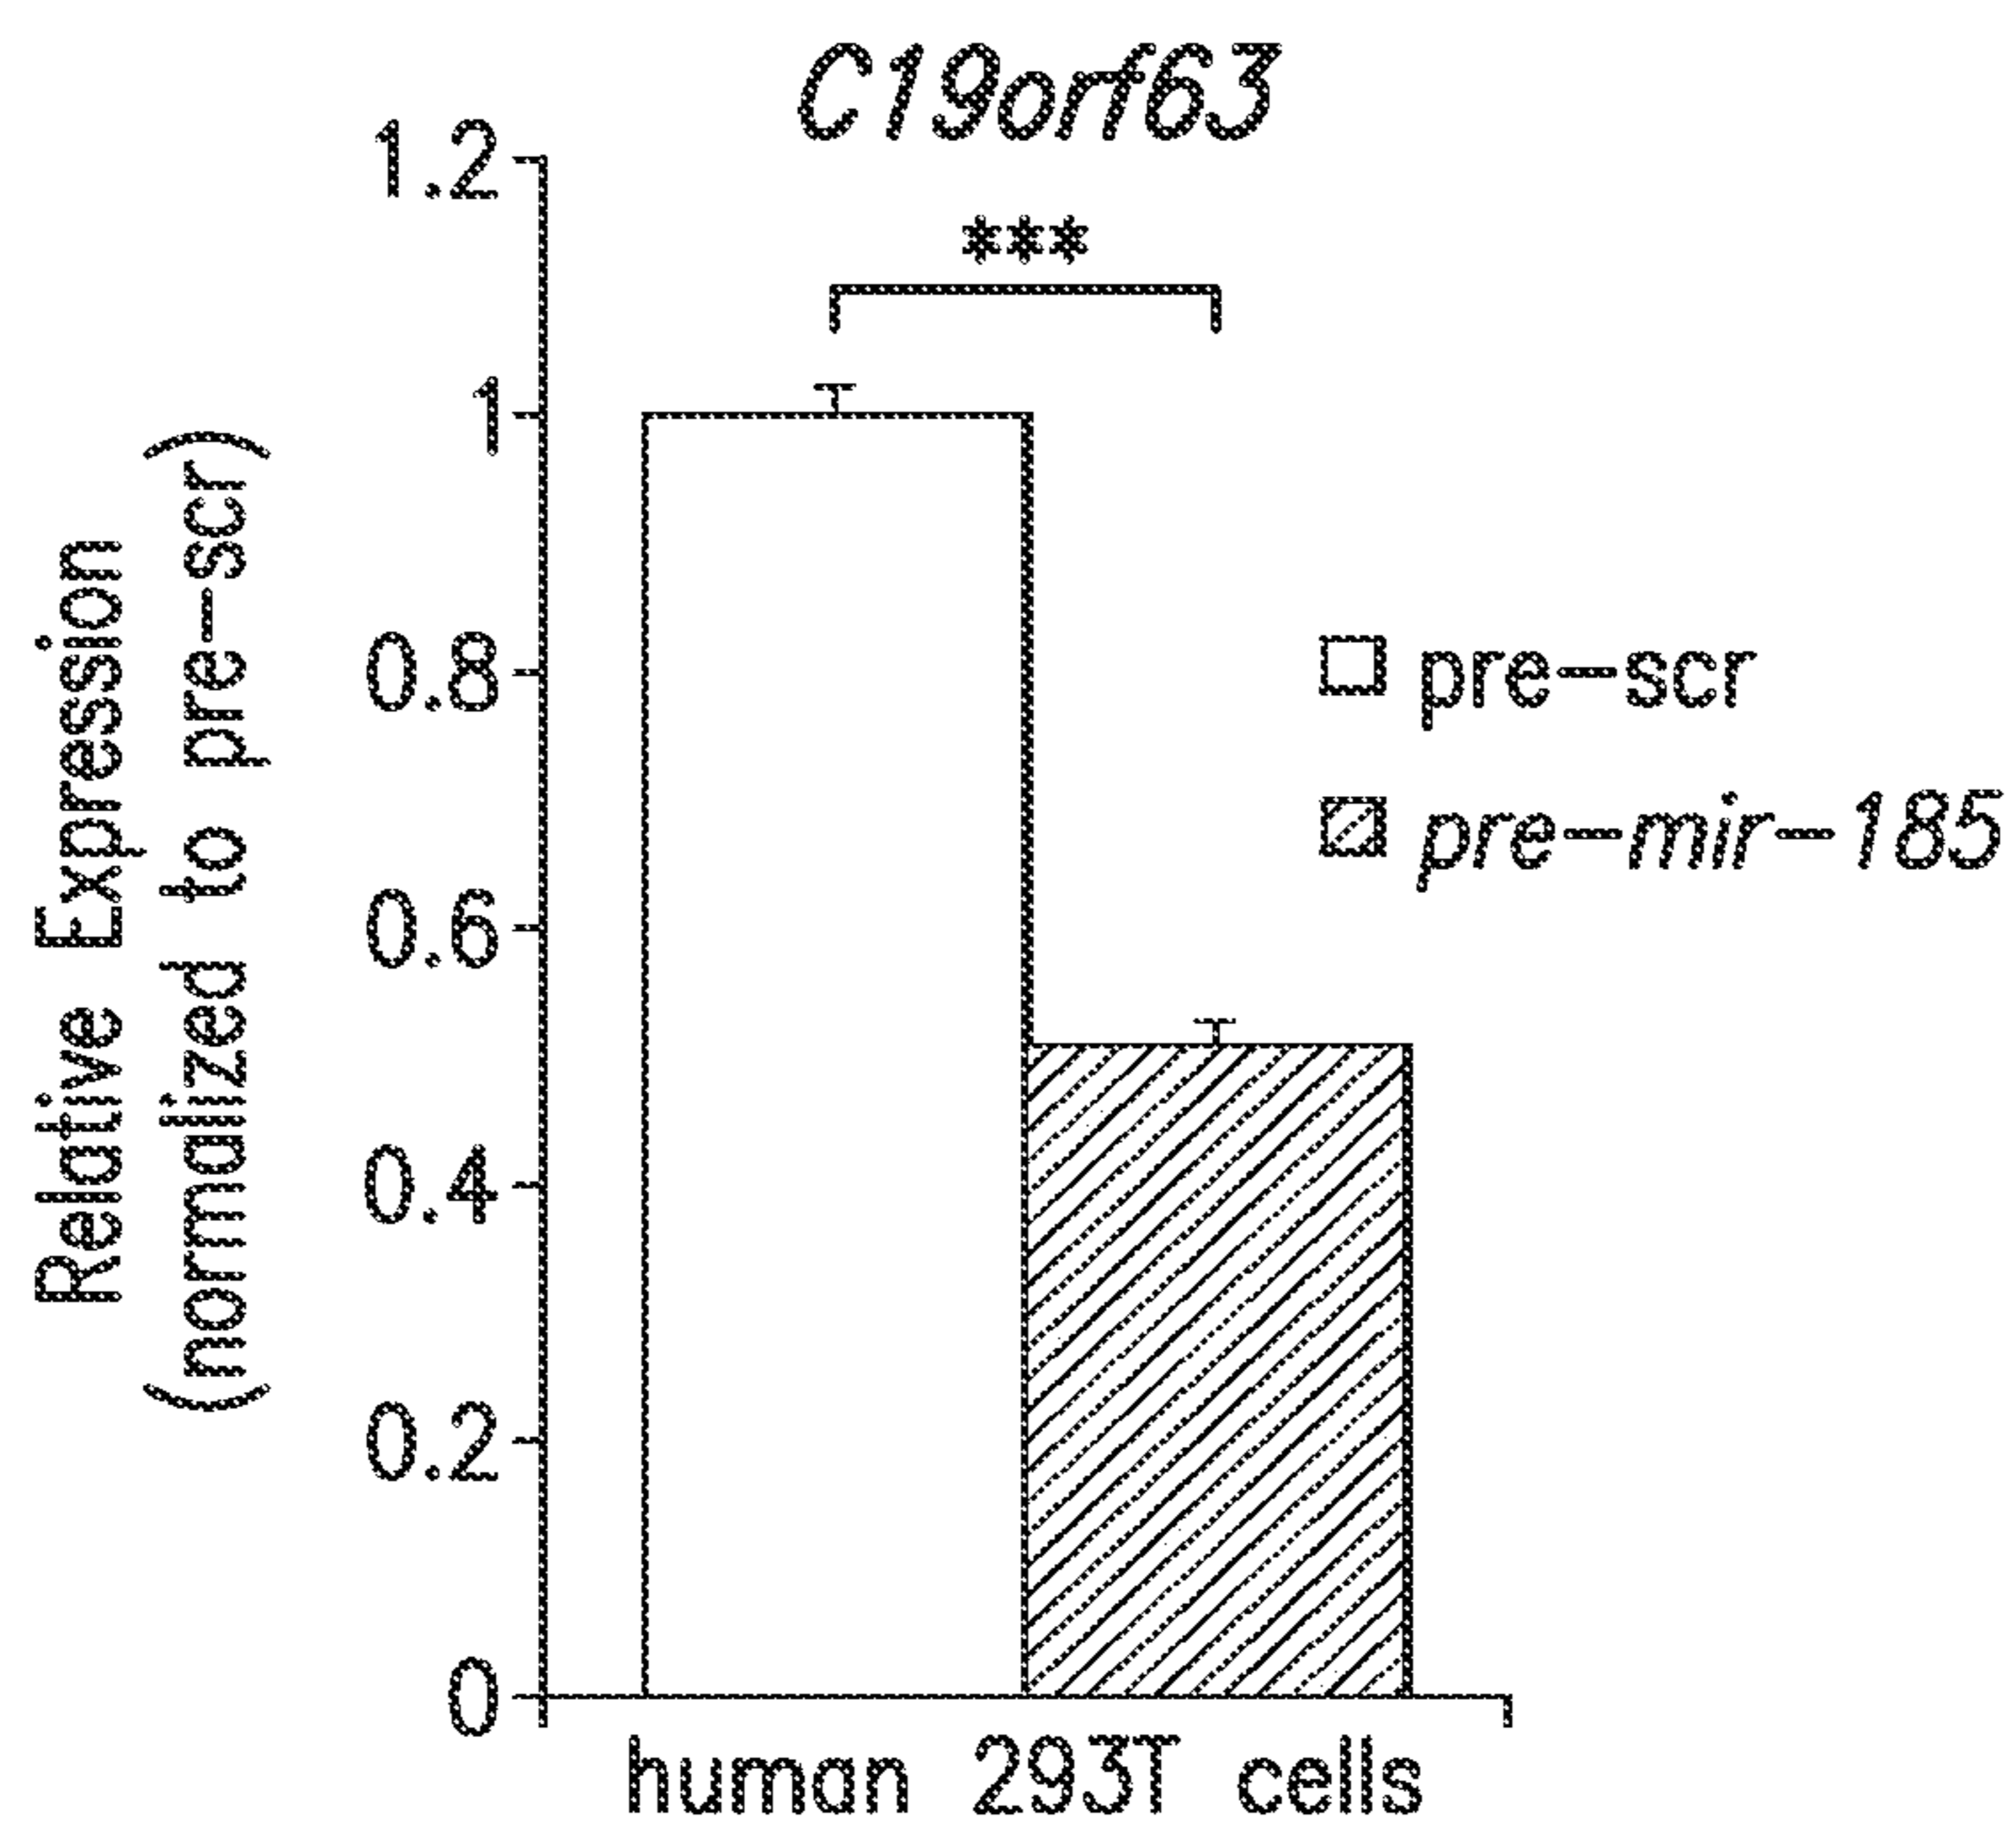 C19orf63
1.2
***
1
0.8
0.6
0.4
0.2
0
Relative Expression
(normalized to pre-scr)
pre-scr
pre-mir-185
human 293T cells